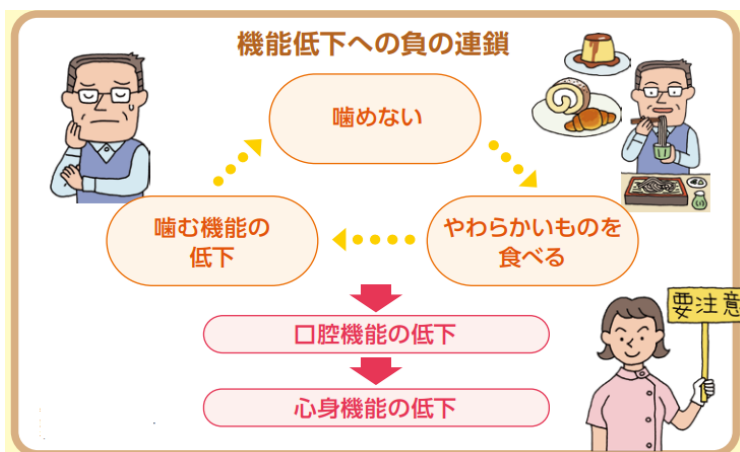 機能低下への負の連鎖
噛めない
やわらかいものを
食べる
噛む機能の
低下
口腔機能の低下
心身機能の低下
要注意